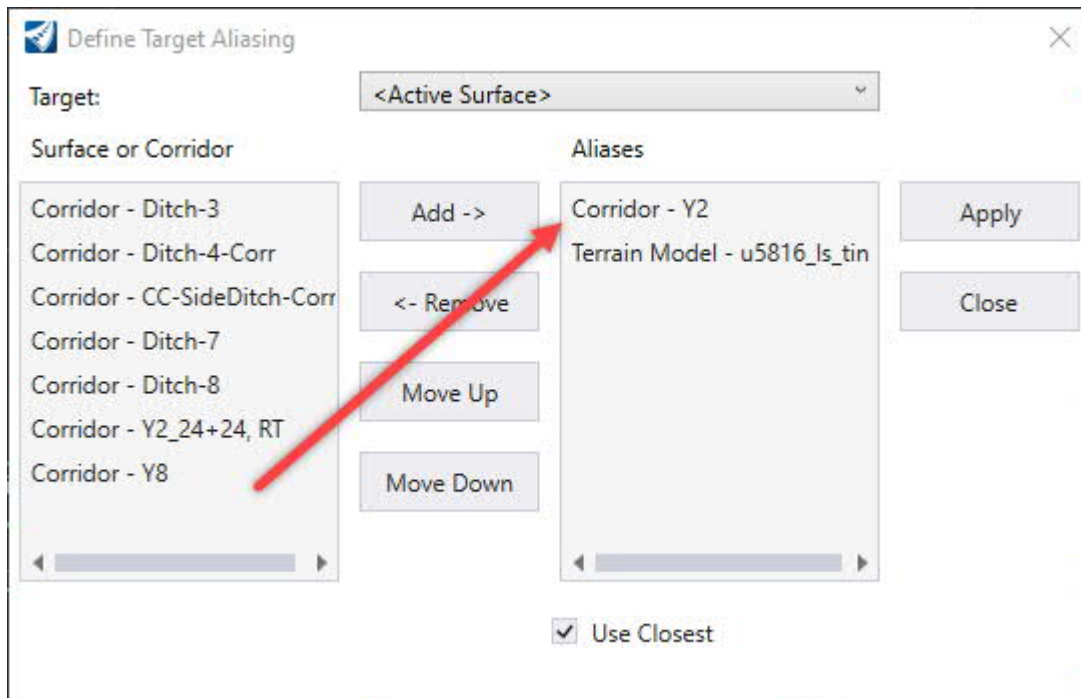 Define Target Aliasing
Target:
<Active Surface>
Surface or Corridor
Aliases
Corridor - Ditch-3
Corridor - Ditch-4-Corr
Corridor - CC-SideDitch-Corr
Corridor - Ditch-7
Corridor - Ditch-8
Corridor - Y2_24+24, RT
Corridor - Y8
Add ->
<- Remove
Move Up
Move Down
Corridor - Y2
Terrain Model - u5816_ls_tin
Apply
Close
Use Closest